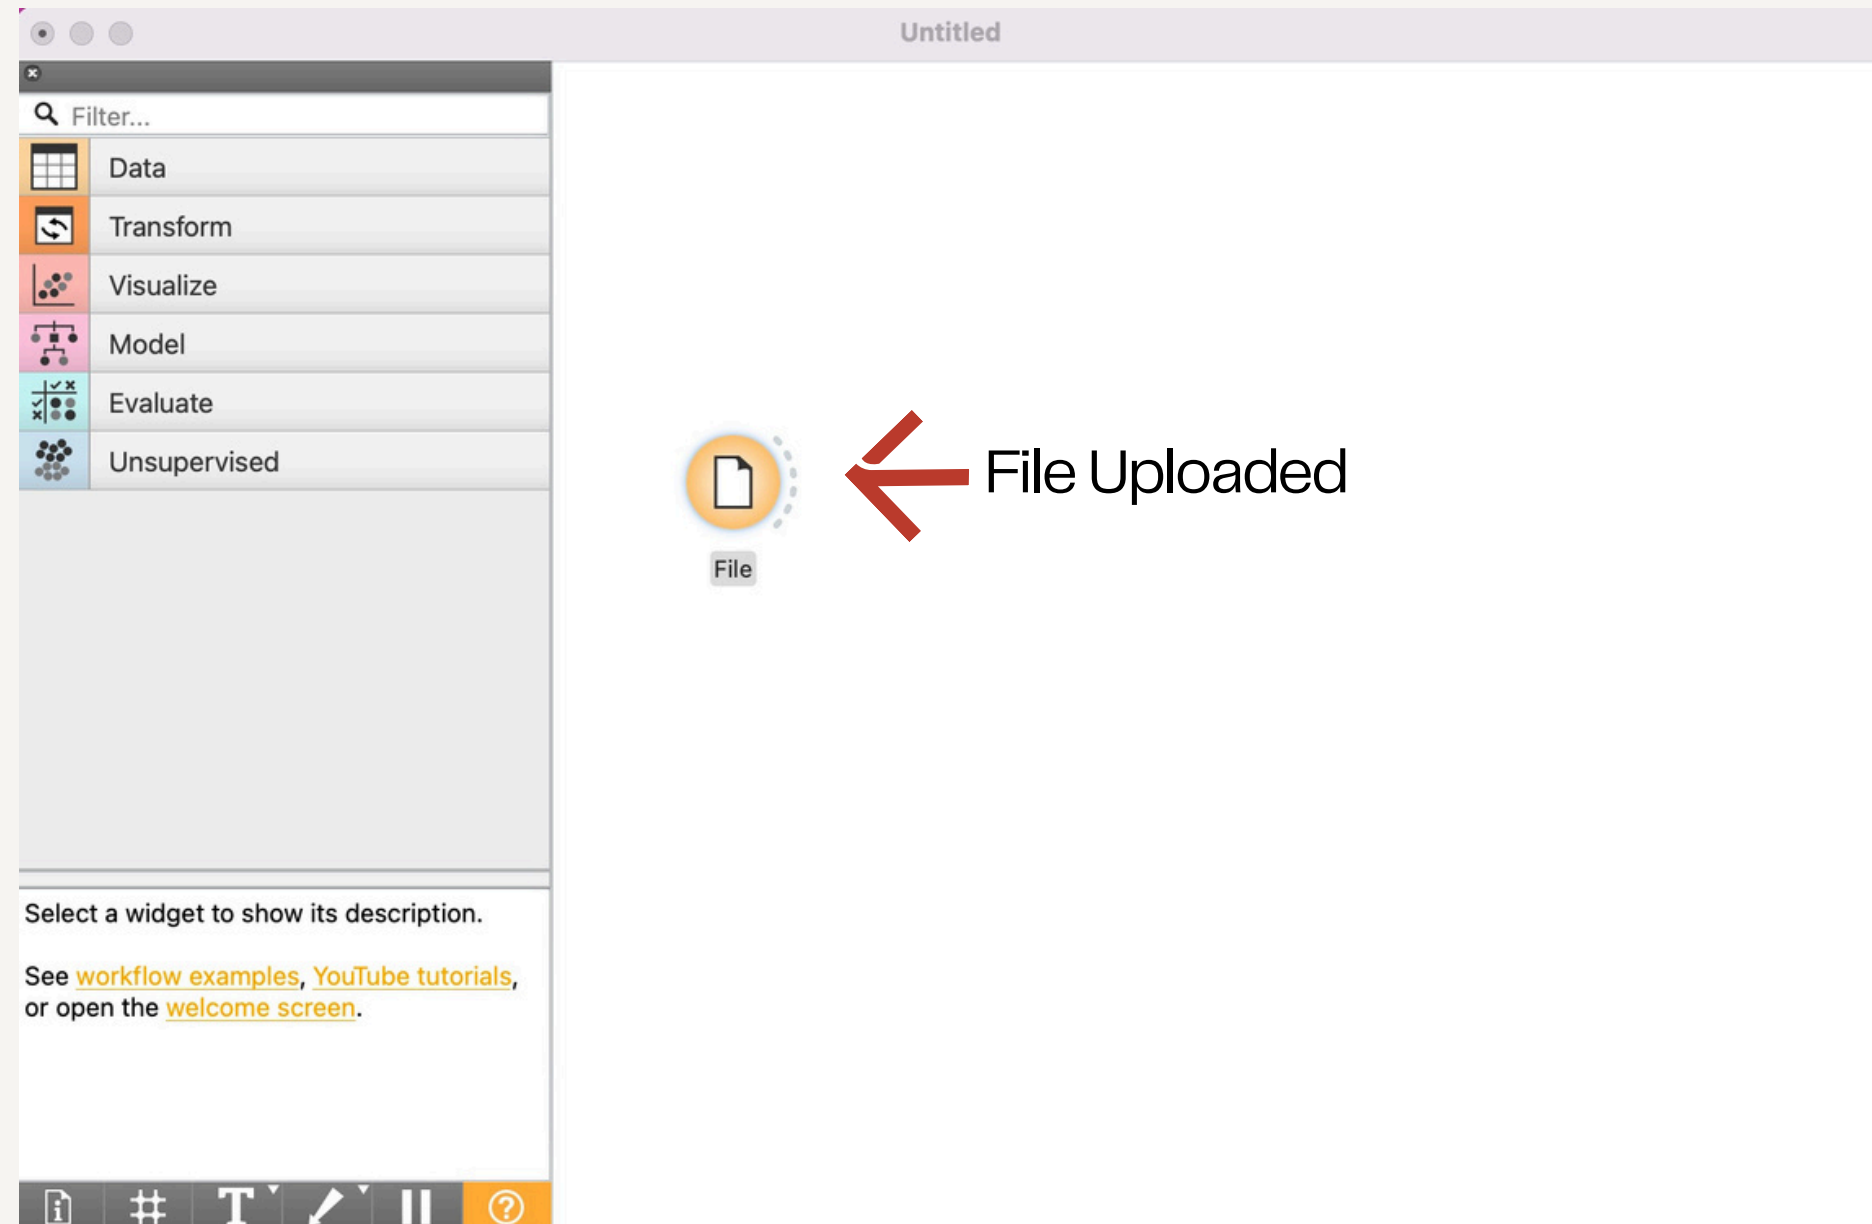 Untitled
Filter...
Data
Transform
Visualize
Model
Evaluate
Unsupervised
File Uploaded
File
Select a widget to show its description.
See workflow examples, YouTube tutorials,
or open the welcome screen.